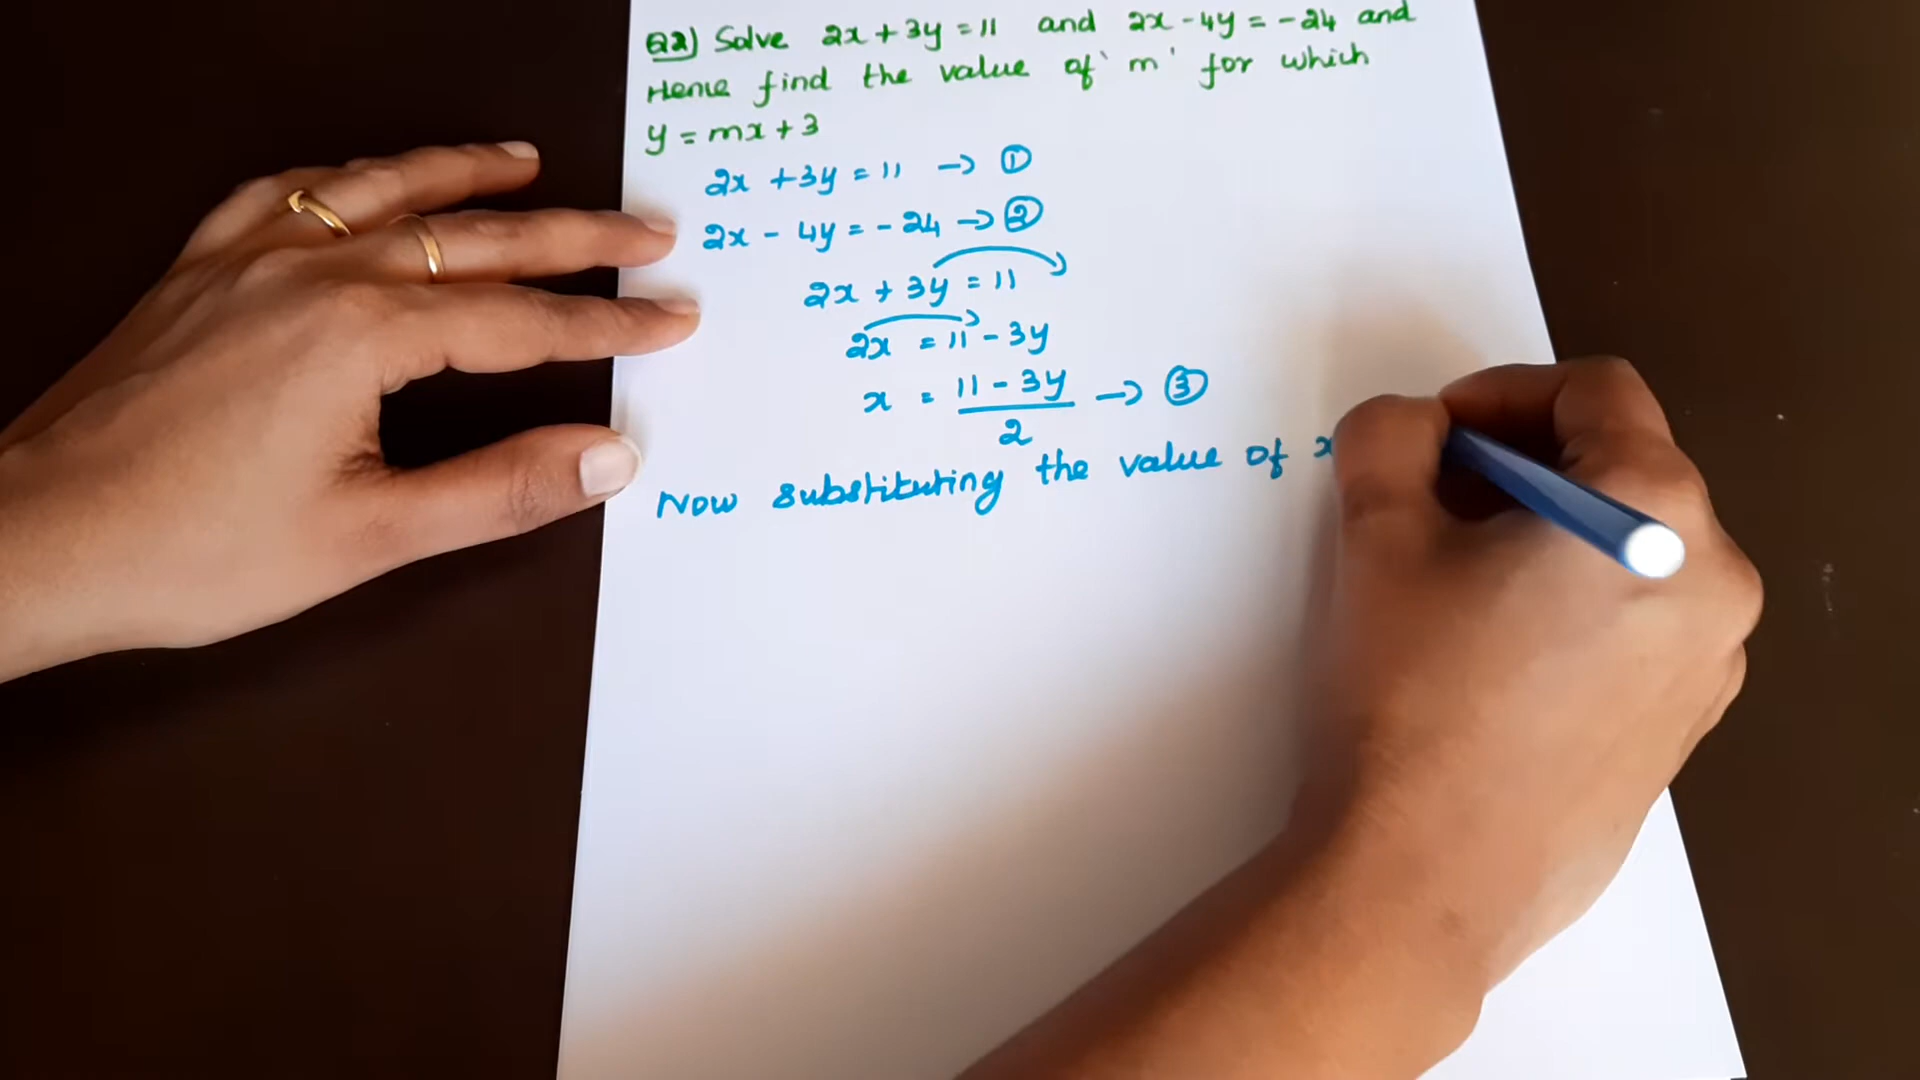 Q2) Solve 2x + 3y = 11 and 2x - 4y = -24 and
Hence find the value of 'm' for which
y = mx + 3
2x + 3y = 11 → ①
2x - 4y = -24 → ②
2x + 3y = 11
2x = 11 - 3y
x = 11 - 3y / 2 → ③
Now substituting the value of x